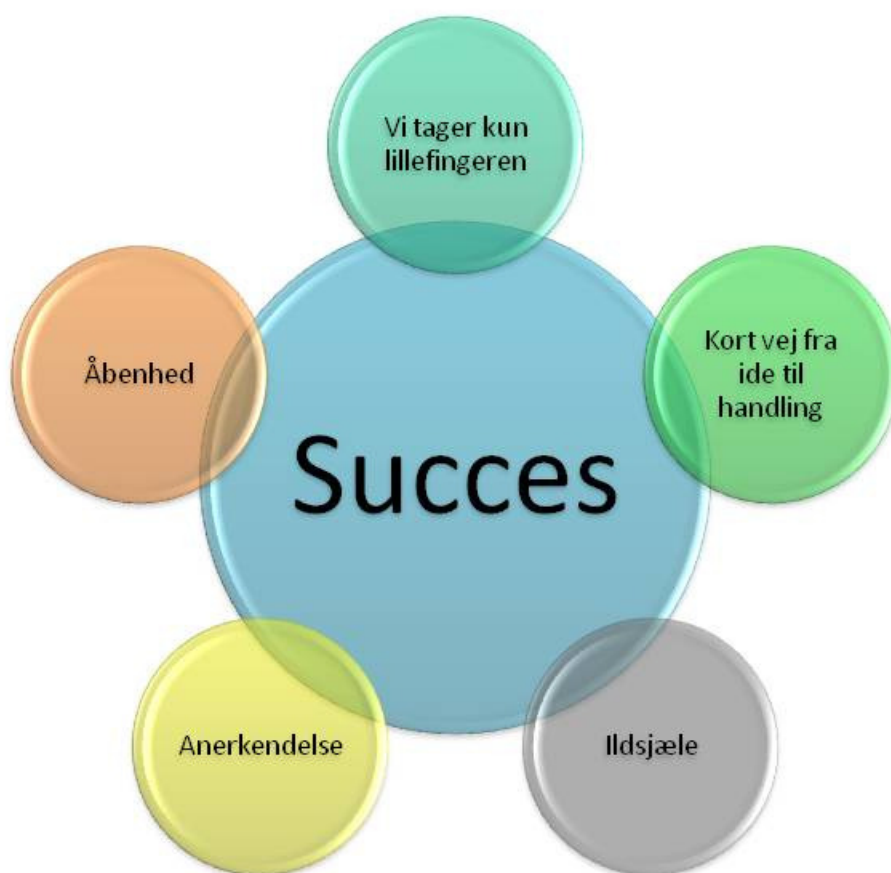 Vi tager kun
lillefingeren
Kort vej fra
ide til
handling
Åbenhed
Succes
Anerkendelse
Ildsjæle